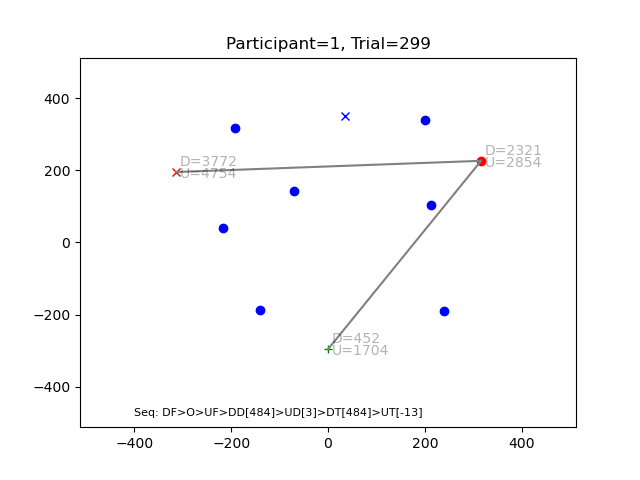 Participant=1, Trial=299
400
200
0
−200
−400
D=3772
U=4754
D=2321
U=2854
D=452
U=1704
Seq: DF>O>UF>DD[484]>UD[3]>DT[484]>UT[-13]
−400
−200
0
200
400